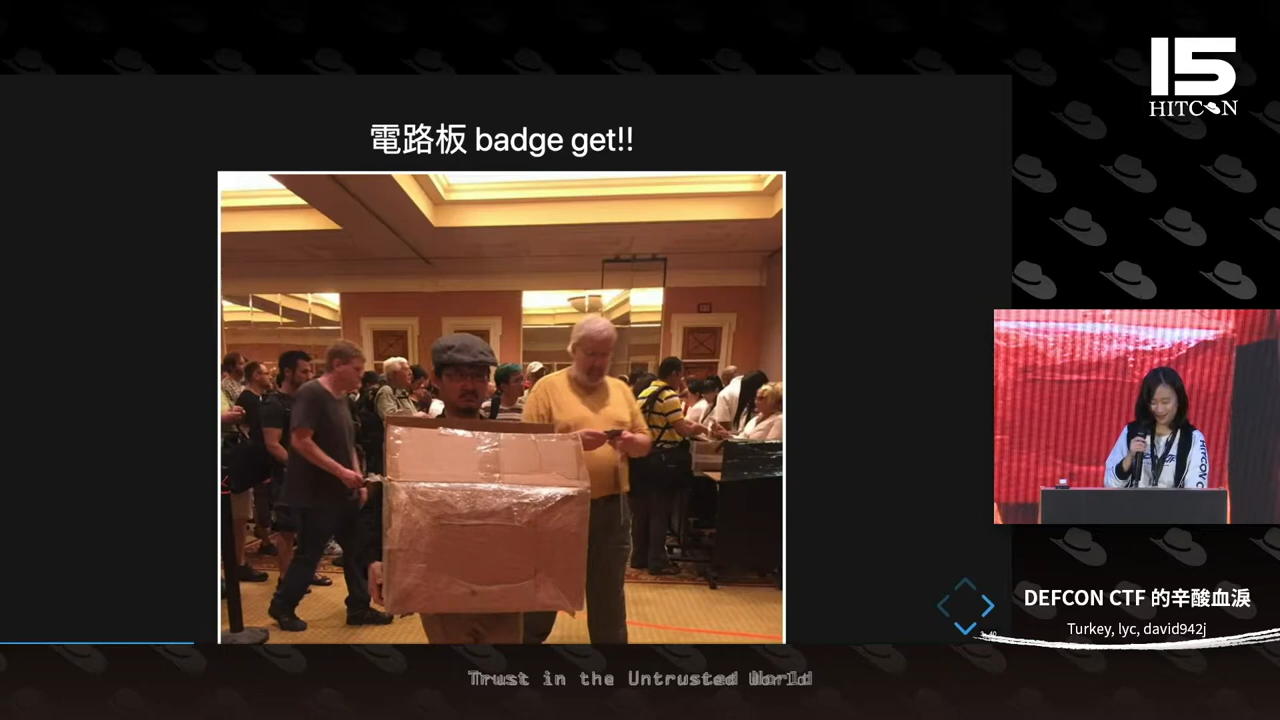 15
HITCON
電路板 badge get!!
DEFCON CTF 的辛酸血淚
Turkey, lyc, david942j
Trust in the Untrusted World